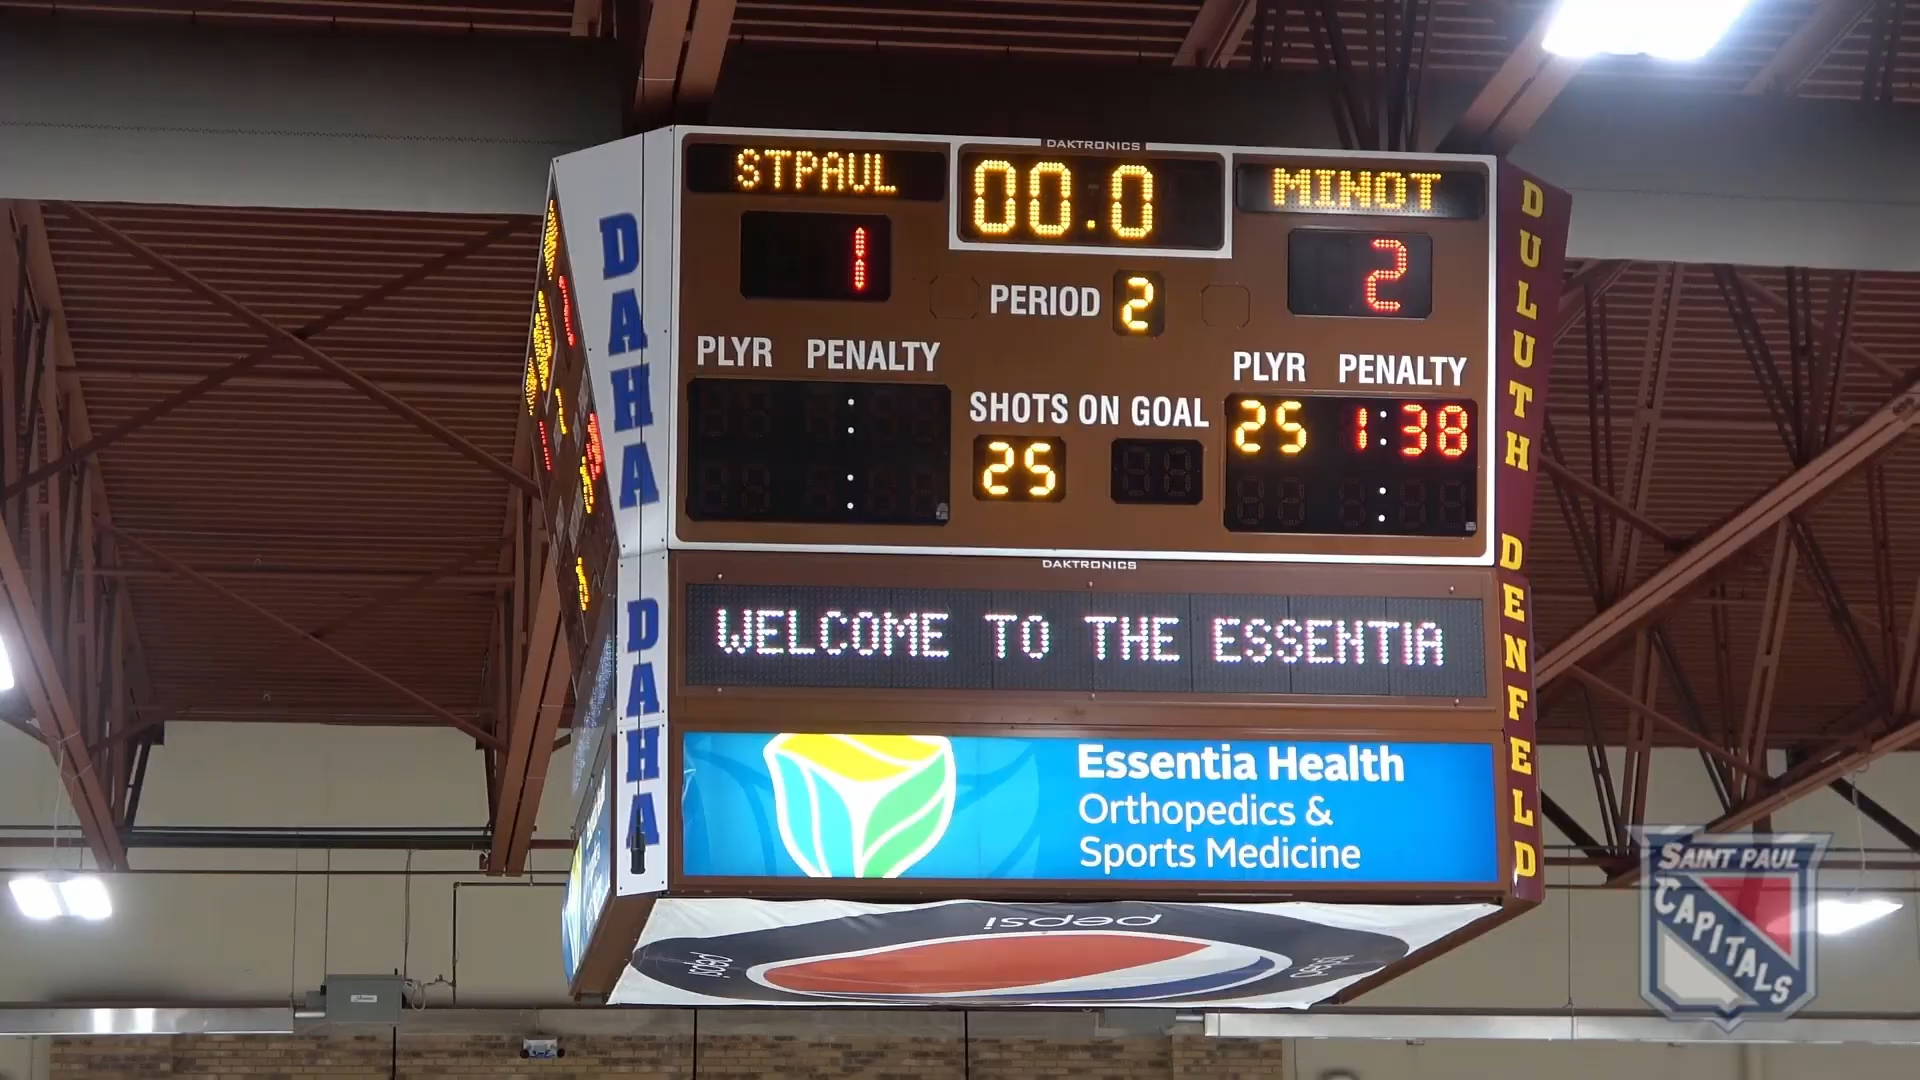 DAKTRONICS
STPAUL 00.0 MINOT
1 2
PERIOD 2
PLYR PENALTY
PLYR PENALTY
SHOTS ON GOAL
25
25 1:38
DAKTRONICS
WELCOME TO THE ESSENTIA
Essentia Health
Orthopedics &
Sports Medicine
DAHA
DAHA
DULUTH DENFELD
pepsi
pepsi
pepsi
SAINT PAUL
CAPITALS